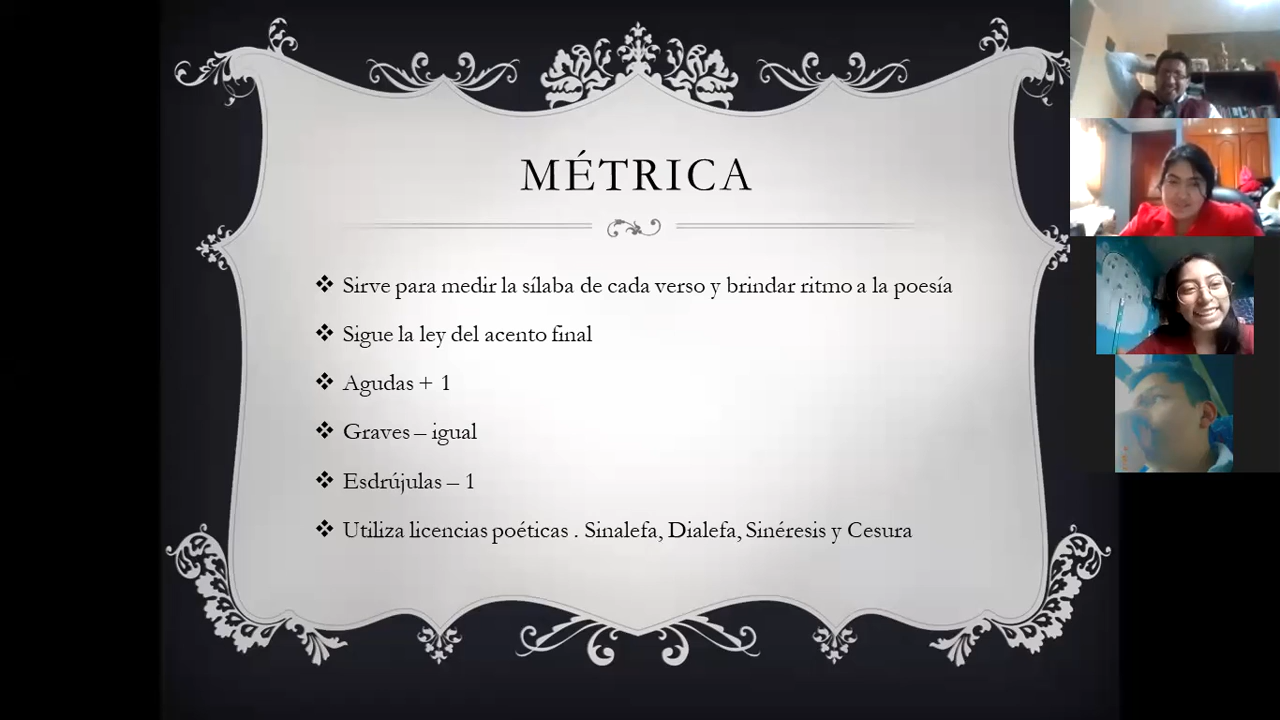 MÉTRICA
❖ Sirve para medir la sílaba de cada verso y brindar ritmo a la poesía
❖ Sigue la ley del acento final
❖ Agudas + 1
❖ Graves – igual
❖ Esdrújulas – 1
❖ Utiliza licencias poéticas . Sinalefa, Dialefa, Sinéresis y Cesura